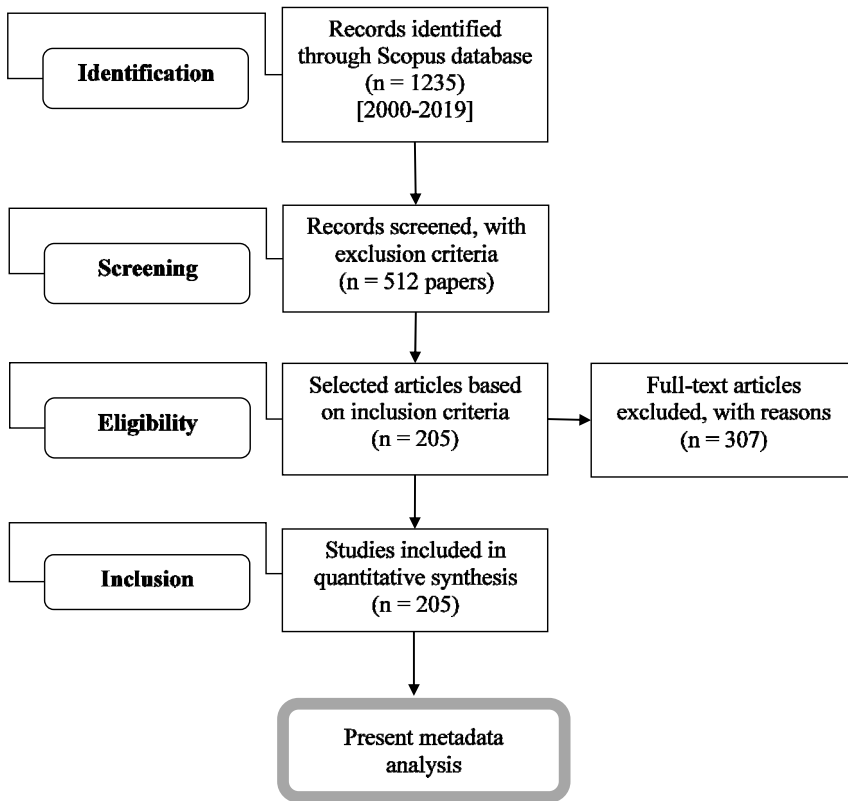 Identification
Records identified
through Scopus database
(n = 1235)
[2000-2019]
Screening
Records screened, with
exclusion criteria
(n = 512 papers)
Eligibility
Selected articles based
on inclusion criteria
(n = 205)
Full-text articles
excluded, with reasons
(n = 307)
Inclusion
Studies included in
quantitative synthesis
(n = 205)
Present metadata
analysis